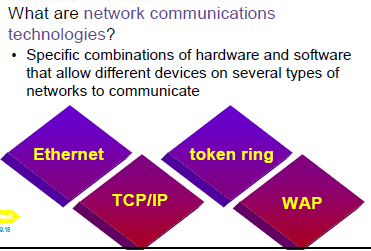 What are network communications
technologies?
• Specific combinations of hardware and software
that allow different devices on several types of
networks to communicate
Ethernet
token ring
TCP/IP
WAP
9.18